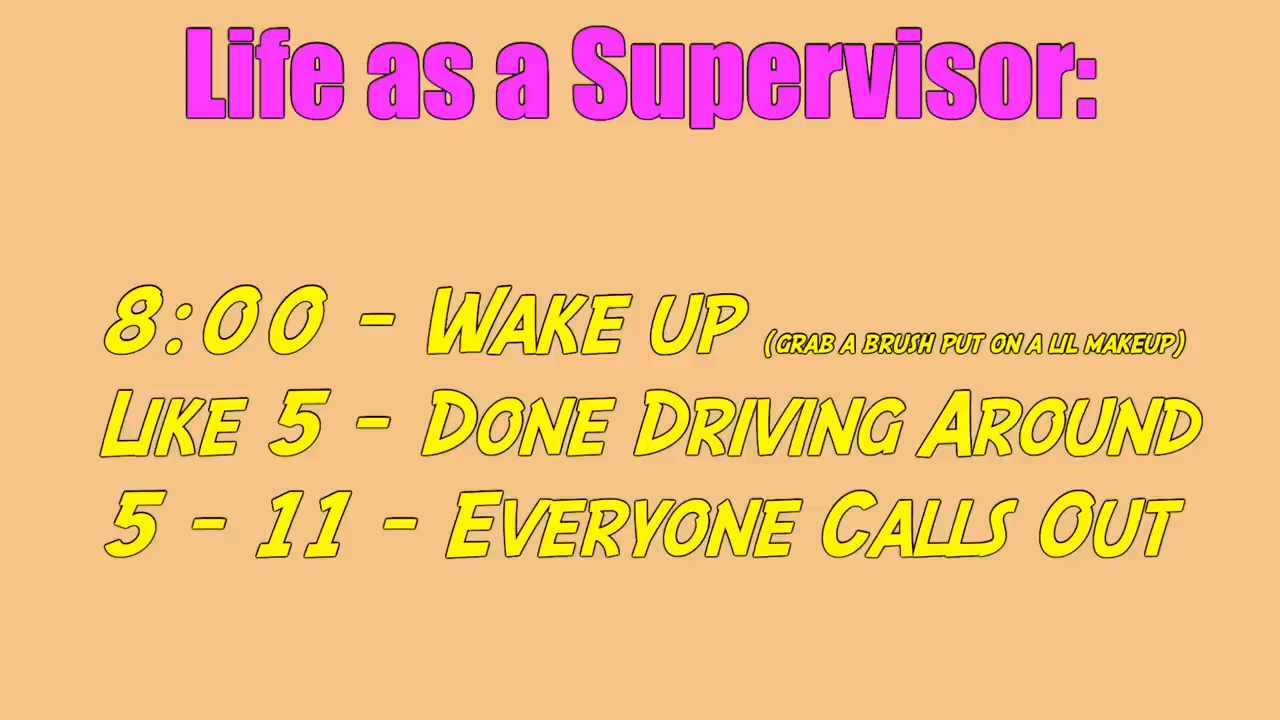 Life as a Supervisor:
8:00 - Wake up (grab a brush put on a lil makeup)
Like 5 - Done Driving Around
5 - 11 - Everyone Calls Out